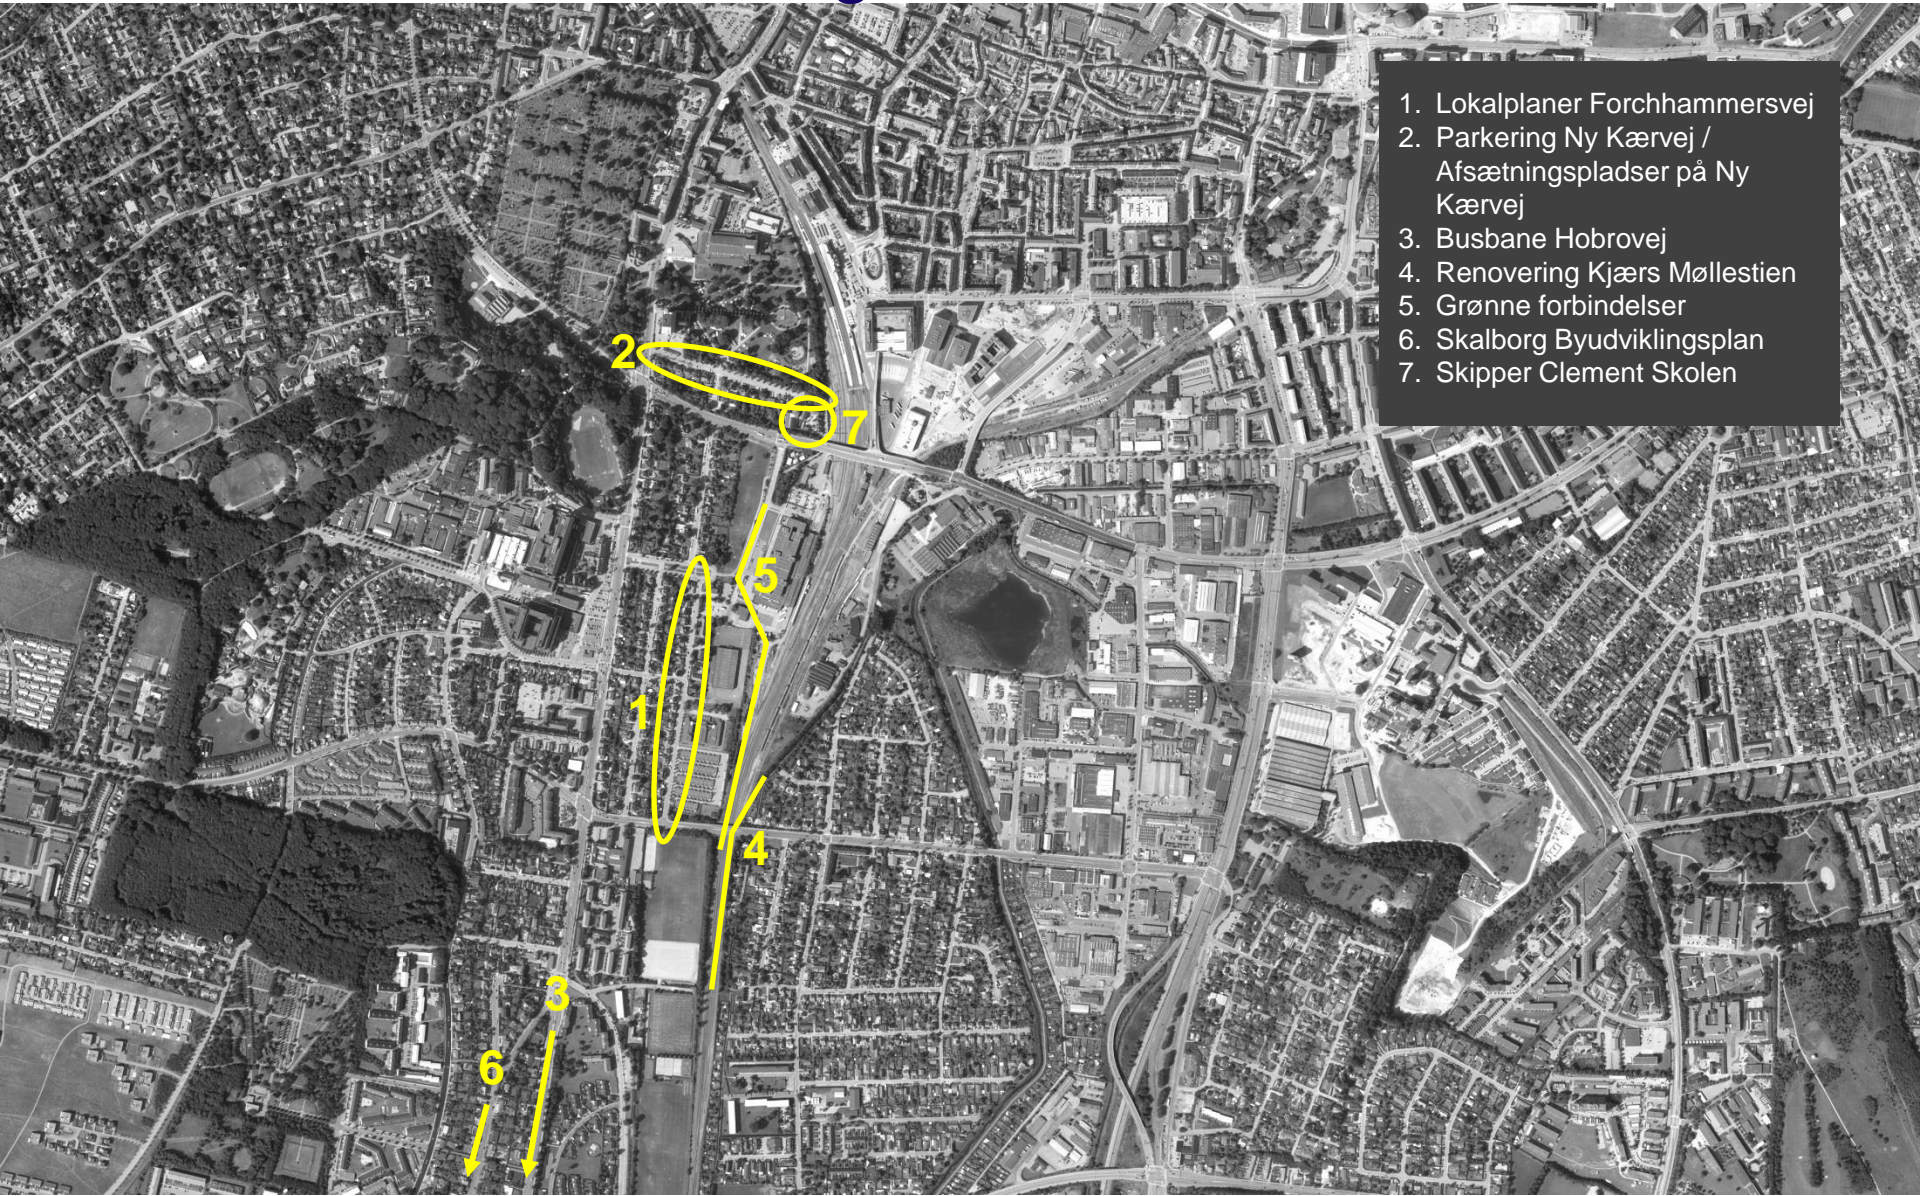 1. Lokalplaner Forchhammersvej
2. Parkering Ny Kærvej /
Afsætningspladser på Ny
Kærvej
3. Busbane Hobrovej
4. Renovering Kjærs Møllestien
5. Grønne forbindelser
6. Skalborg Byudviklingsplan
7. Skipper Clement Skolen
2
7
5
1
4
3
6